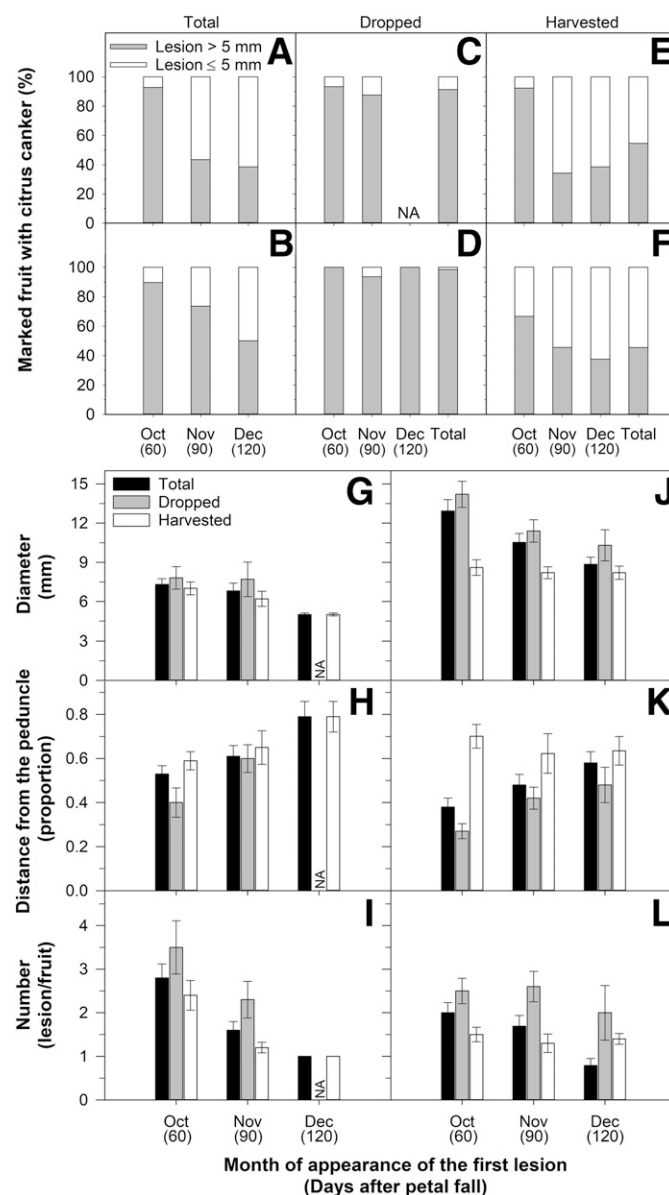 Total Dropped Harvested
Lesion > 5 mm
Lesion ≤ 5 mm
A C E
Marked fruit with citrus canker (%)
100
80
60
40
20
0
NA
B D F
100
80
60
40
20
0
Oct Nov Dec Oct Nov Dec Total Oct Nov Dec Total
(60) (90) (120) (60) (90) (120) (60) (90) (120)
Total
Dropped
Harvested
G J
Diameter
(mm)
15
12
9
6
3
0
NA
H K
Distance from the peduncle
(proportion)
0.8
0.6
0.4
0.2
0.0
NA
I L
Number
(lesion/fruit)
4
3
2
1
0
NA
Oct Nov Dec Oct Nov Dec
(60) (90) (120) (60) (90) (120)
Month of appearance of the first lesion
(Days after petal fall)